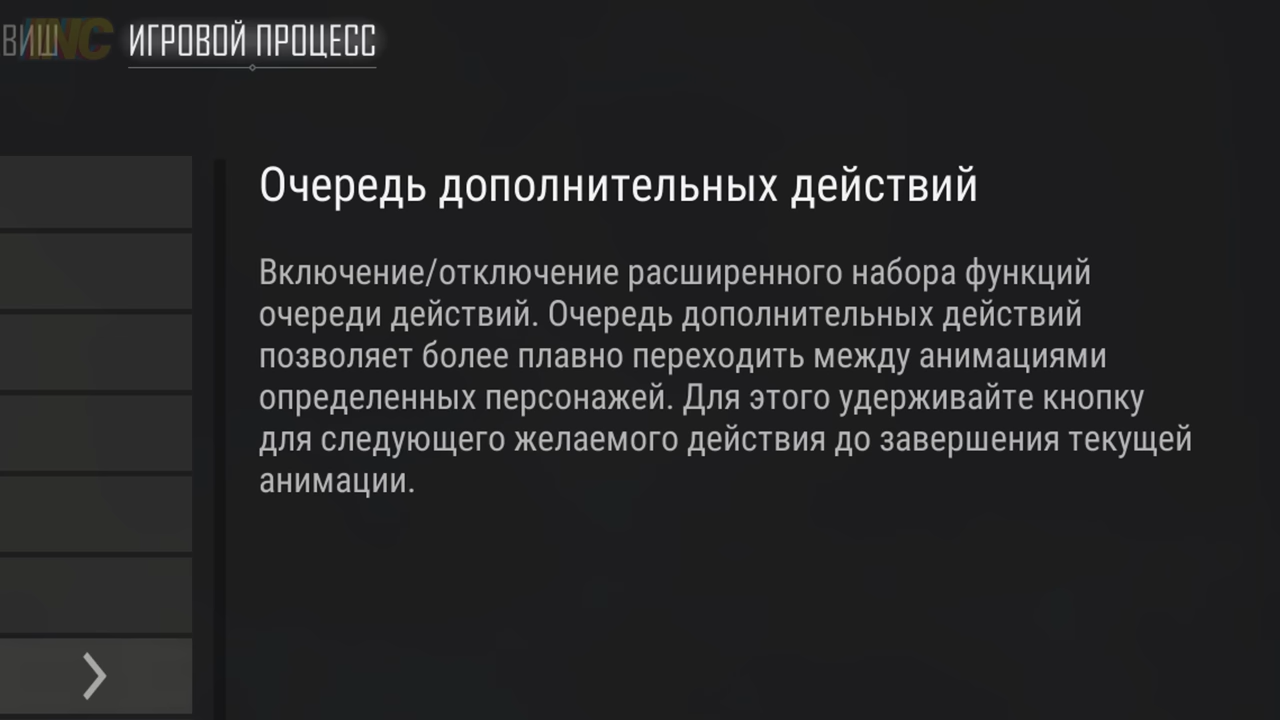 ВИШ ИГРОВОЙ ПРОЦЕСС
Очередь дополнительных действий
Включение/отключение расширенного набора функций
очереди действий. Очередь дополнительных действий
позволяет более плавно переходить между анимациями
определенных персонажей. Для этого удерживайте кнопку
для следующего желаемого действия до завершения текущей
анимации.